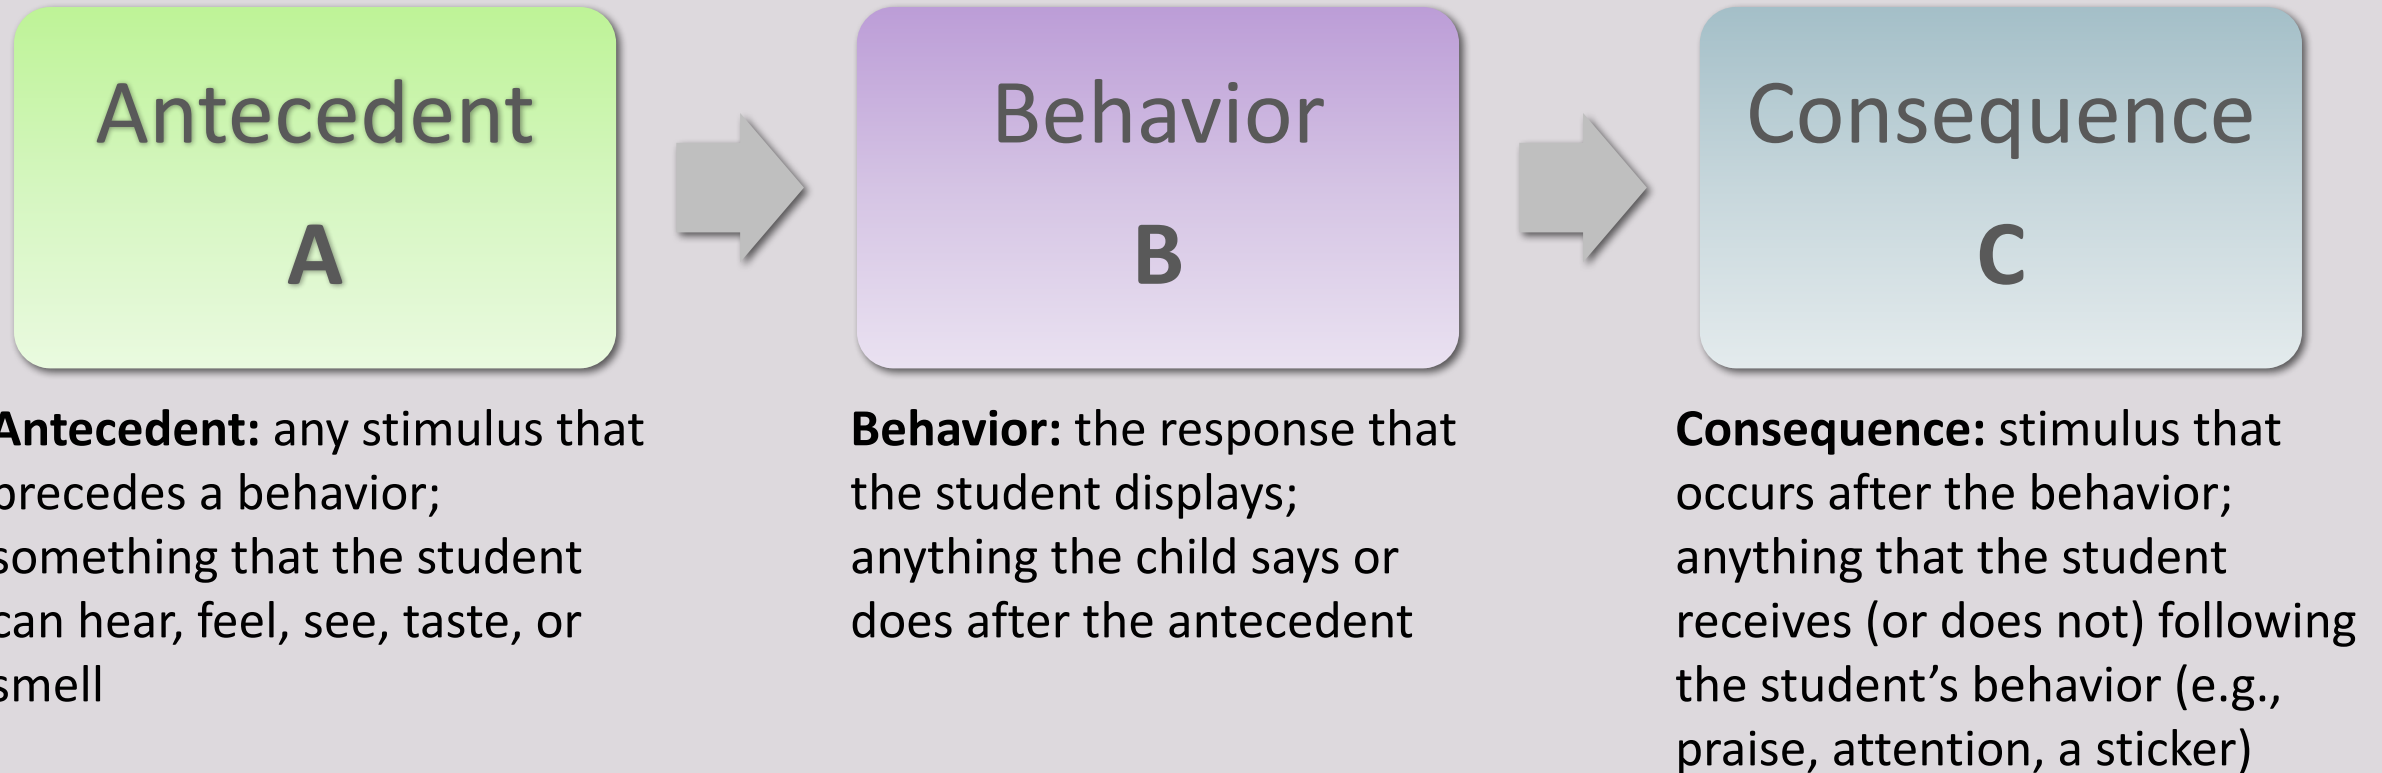 Antecedent
A
Behavior
B
Consequence
C
Antecedent: any stimulus that
precedes a behavior;
something that the student
can hear, feel, see, taste, or
smell
Behavior: the response that
the student displays;
anything the child says or
does after the antecedent
Consequence: stimulus that
occurs after the behavior;
anything that the student
receives (or does not) following
the student’s behavior (e.g.,
praise, attention, a sticker)